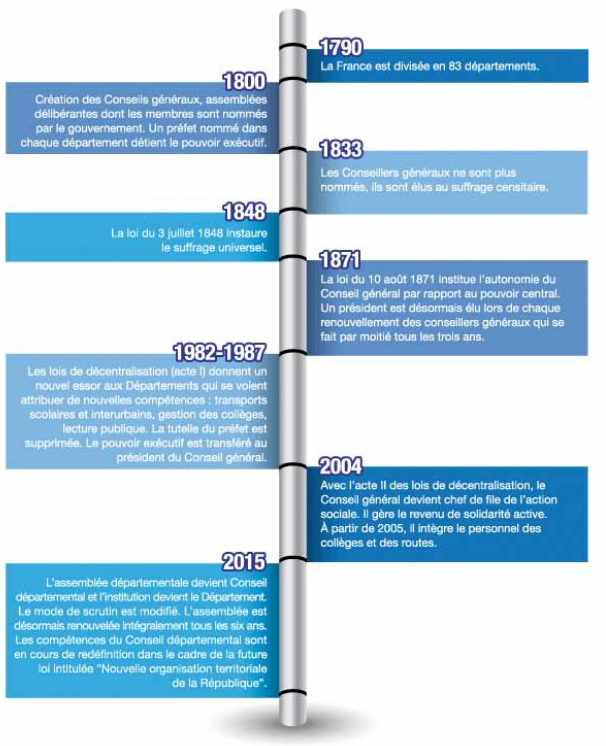 1790
La France est divisée en 83 départements.
1800
Création des Conseils généraux, assemblées
délibérantes dont les membres sont nommés
par le gouvernement. Un préfet nommé dans
chaque département détient le pouvoir exécutif.
1833
Les Conseillers généraux ne sont plus
nommés, ils sont élus au suffrage censitaire.
1848
La loi du 3 juillet 1848 instaure
le suffrage universel.
1871
La loi du 10 août 1871 institue l'autonomie du
Conseil général par rapport au pouvoir central.
Un président est désormais élu lors de chaque
renouvellement des conseillers généraux qui se
fait par moitié tous les trois ans.
1982-1987
Les lois de décentralisation (acte I) donnent un
nouvel essor aux Départements qui se voient
attribuer de nouvelles compétences : transports
scolaires et interurbains, gestion des collèges,
lecture publique. La tutelle du préfet est
supprimée. Le pouvoir exécutif est transféré au
président du Conseil général.
2004
Avec l'acte II des lois de décentralisation, le
Conseil général devient chef de file de l'action
sociale. Il gère le revenu de solidarité active.
À partir de 2005, il intègre le personnel des
collèges et des routes.
2015
L'assemblée départementale devient Conseil
départemental et l'institution devient le Département.
Le mode de scrutin est modifié. L'assemblée est
désormais renouvelée intégralement tous les six ans.
Les compétences du Conseil départemental sont
en cours de redéfinition dans le cadre de la future
loi intitulée "Nouvelle organisation territoriale
de la République".